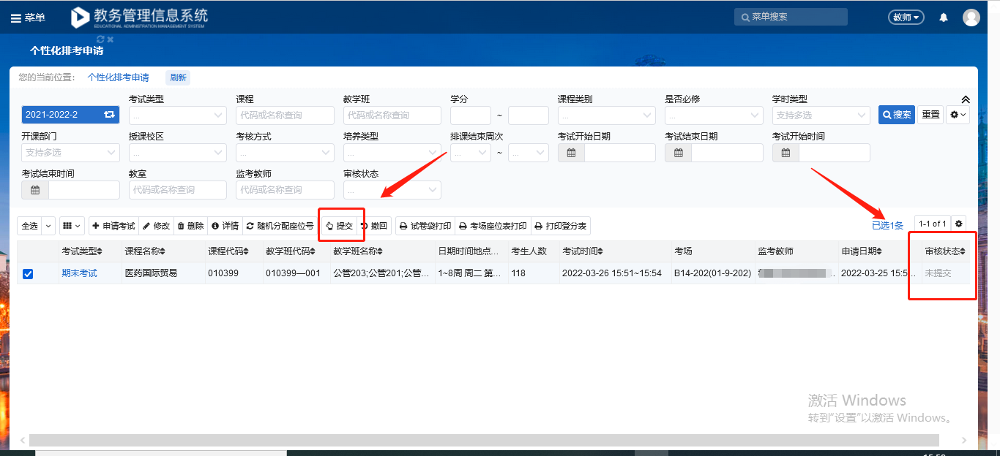 菜单 教务管理信息系统 菜单搜索 教师
EDUCATIONAL ADMINISTRATION MANAGEMENT SYSTEM
个性化排考申请
您的当前位置： 个性化排考申请 刷新
考试类型 课程 教学班 学分 课程类别 是否必修 学时类型
2021-2022-2 ... 代码或名称查询 代码或名称查询 ~ ... ... 支持多选 搜索 重置
开课部门 授课校区 考核方式 培养类型 排课结束周次 考试开始日期 考试结束日期 考试开始时间
支持多选 ... ... ... ... ~ ...
考试结束时间 教室 监考教师 审核状态
代码或名称查询 代码或名称查询 ...
全选 申请考试 修改 删除 详情 随机分配座位号 提交 撤回 试卷袋打印 考场座位表打印 打印登分表 已选1条 1-1 of 1
考试类型 课程名称 课程代码 教学班代码 教学班名称 日期时间地点... 考生人数 考试时间 考场 监考教师 申请日期 审核状态
期末考试 医药国际贸易 010399 010399—001 公管203;公管201;公管... 1~8周 周二 第... 118 2022-03-26 15:51~15:54 B14-202(01-9-202) 2022-03-25 15:5... 未提交
激活 Windows
转到"设置"以激活 Windows。